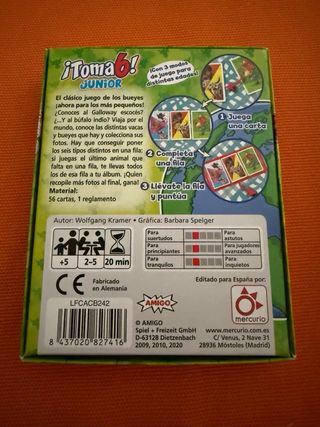 ¡Toma 6!
JUNIOR
El clásico juego de los bueyes
¡ahora para los más pequeños!
¿Conoces al Galloway escocés?
¿...Y al búfalo indio? Viaja por el
mundo, conoce las distintas vacas
y bueyes que hay y colecciona sus
fotos. Hay que conseguir poner
los seis tipos distintos en una fila;
si juegas el último animal que
falta en una fila, te llevas todos
los de esa fila a tu álbum. ¿Quien
recopile más fotos al final, gana!
Contenido:
56 cartas, 1 reglamento
¡Con 3 modos
de juego para
distintas edades!
1 Juega
una carta
2 Completa
una fila
3 ¡Llévate la fila
y puntúa
Autor: Wolfgang Kramer • Gráfica: Barbara Spelger
+5
2-5
20 min
Para
suertudos
Para
astutos
Para
principiantes
Para jugadores
avanzados
Para
tranquilos
Para
inquietos
CE
Fabricado
en Alemania
LFCACB242
8 437020 827416
AMIGO
© AMIGO
Spiel + Freizeit GmbH
D-63128 Dietzenbach
2009, 2010, 2020
Editado para España por:
mercurio
www.mercurio.com.es
C/ Venus, 2 Nave 31
28936 Móstoles (Madrid)